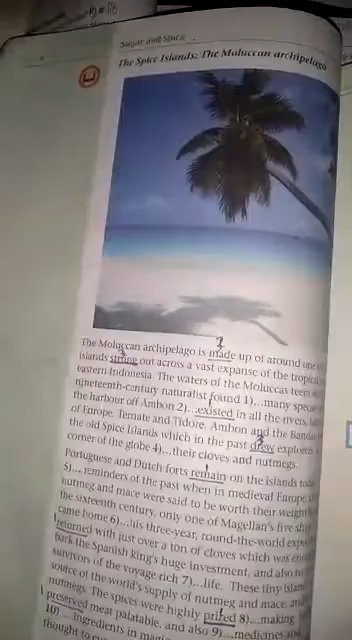 Sugar and Spice
The Spice Islands: The Moluccan archipelago
2
The Moluccan archipelago is made up of around one
3
islands strung out across a vast expanse of the tropical
eastern Indonesia. The waters of the Moluccas teem
nineteenth-century naturalist found 1)...many species
the harbour off Ambon 2)...existed in all the rivers,
of Europe. Ternate and Tidore, Ambon and the Banda
the old Spice Islands which in the past drew explorers
corner of the globe 4)...their cloves and nutmegs.
Portuguese and Dutch forts remain on the islands
5)... reminders of the past when in medieval Europe,
nutmeg and mace were said to be worth their weight
the sixteenth century, only one of Magellan's five
came home 6)...his three-year, round-the-world
returned with just over a ton of cloves which was
back the Spanish king's huge investment, and also
survivors of the voyage rich 7)...life. These tiny
source of the world's supply of nutmeg and mace, and
nutmegs. The spices were highly prized 8)...making
preserved meat palatable, and also 9)...medicines and
10)... ingredients in
thought to